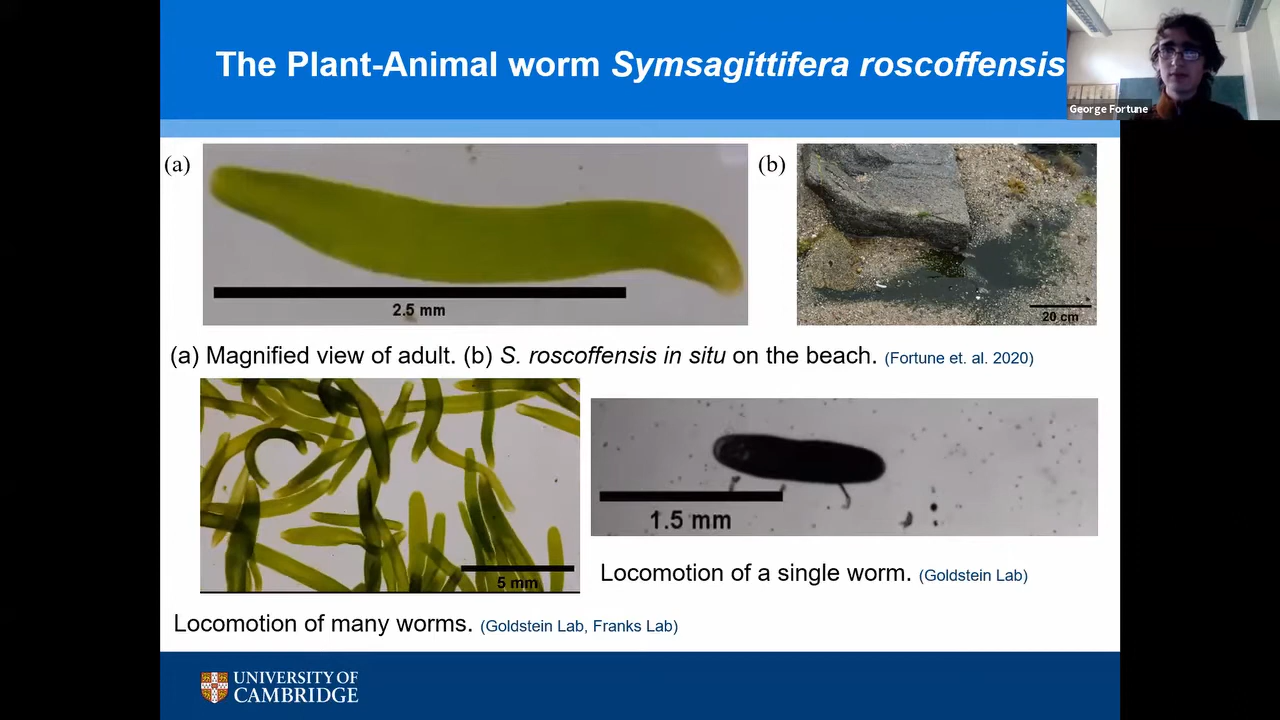 The Plant-Animal worm Symsagittifera roscoffensis
George Fortune
(a)
(b)
2.5 mm
20 cm
(a) Magnified view of adult. (b) S. roscoffensis in situ on the beach. (Fortune et. al. 2020)
5 mm
1.5 mm
Locomotion of a single worm. (Goldstein Lab)
Locomotion of many worms. (Goldstein Lab, Franks Lab)
UNIVERSITY OF
CAMBRIDGE